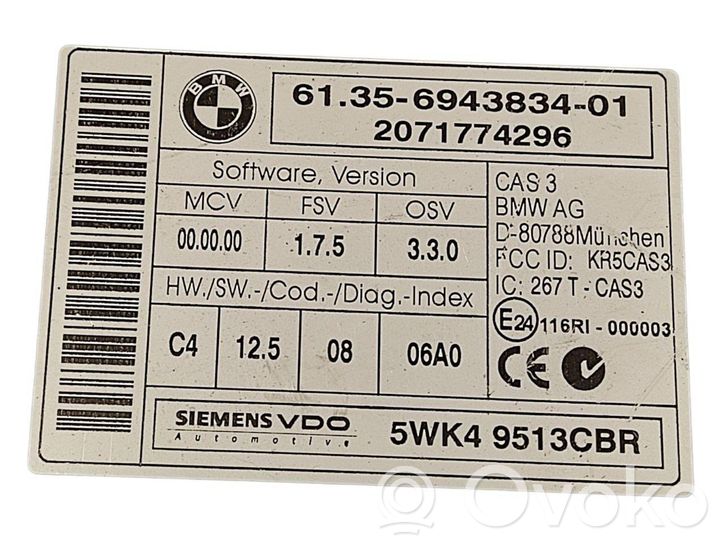 BMW
61.35-6943834-01
2071774296
Software, Version
MCV FSV OSV
00.00.00 1.7.5 3.3.0
HW./SW.-/Cod.-/Diag.-Index
C4 12.5 08 06A0
CAS 3
BMW AG
D-80788München
FCC ID: KR5CAS3
IC: 267 T - CAS3
E24 116RI - 000003
CE
SIEMENS VDO
Automotive
5WK4 9513CBR
Ovoko